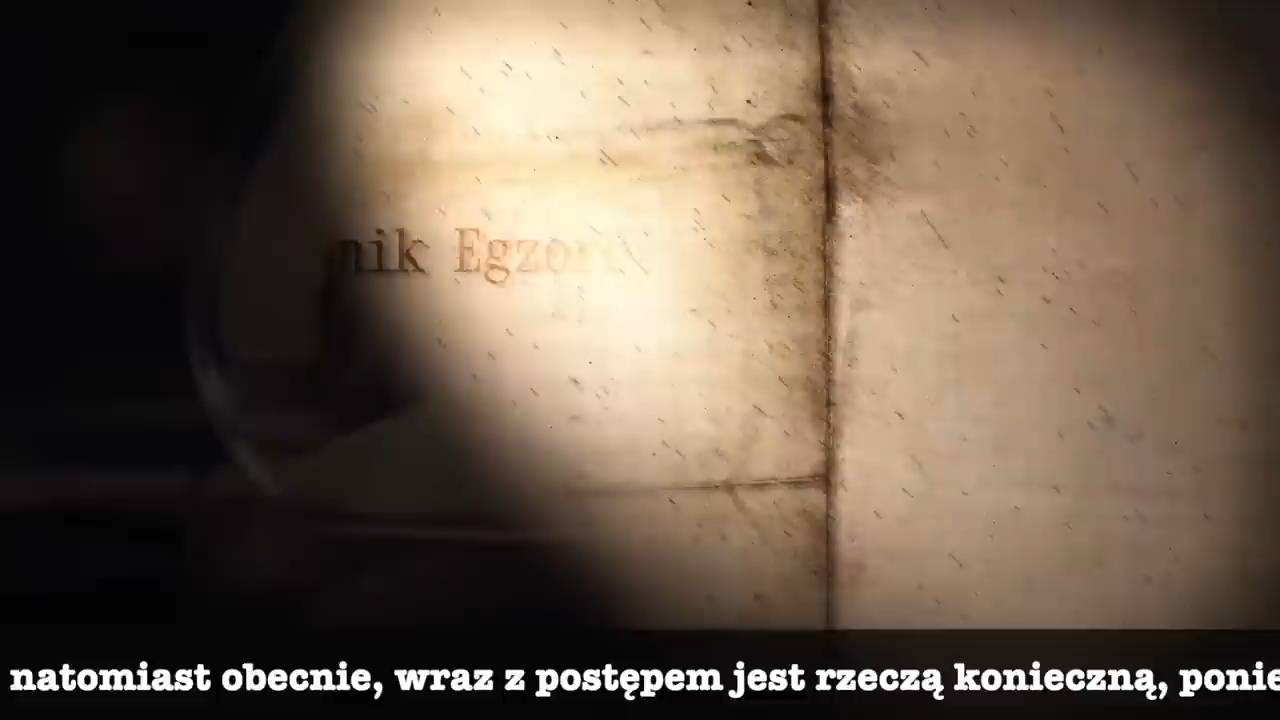 nik Egzor
natomiast obecnie, wraz z postępem jest rzeczą konieczną, ponie